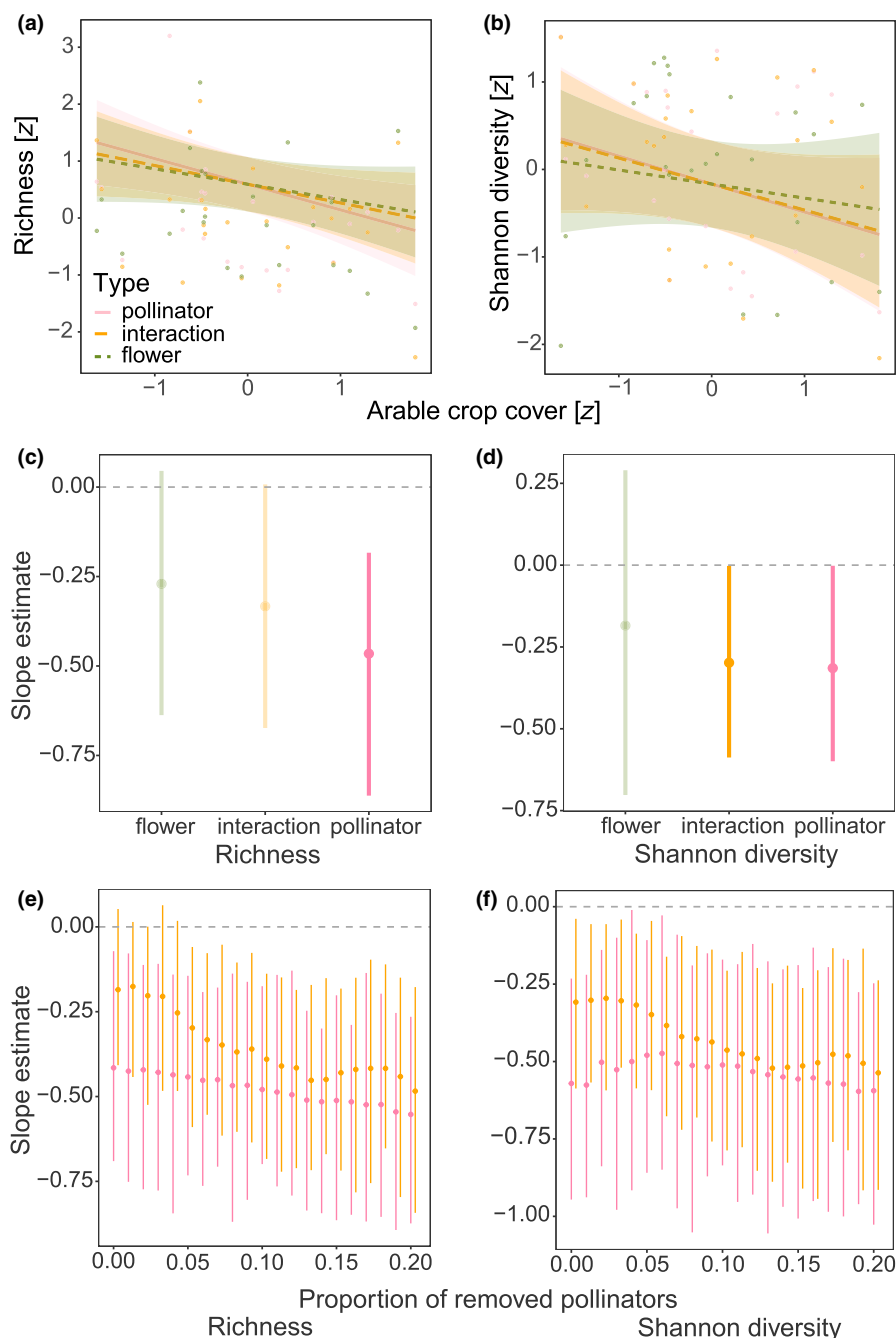 (a)
3
2
1
0
−1
−2
Richness [z]
Type
pollinator
interaction
flower
−1
0
1
(b)
1
0
−1
−2
Shannon diversity [z]
−1
0
1
Arable crop cover [z]
(c)
0.00
−0.25
−0.50
−0.75
Slope estimate
flower
interaction
pollinator
Richness
(d)
0.25
0.00
−0.25
−0.50
−0.75
flower
interaction
pollinator
Shannon diversity
(e)
0.00
−0.25
−0.50
−0.75
Slope estimate
0.00
0.05
0.10
0.15
0.20
(f)
0.00
−0.25
−0.50
−0.75
−1.00
0.00
0.05
0.10
0.15
0.20
Proportion of removed pollinators
Richness
Shannon diversity